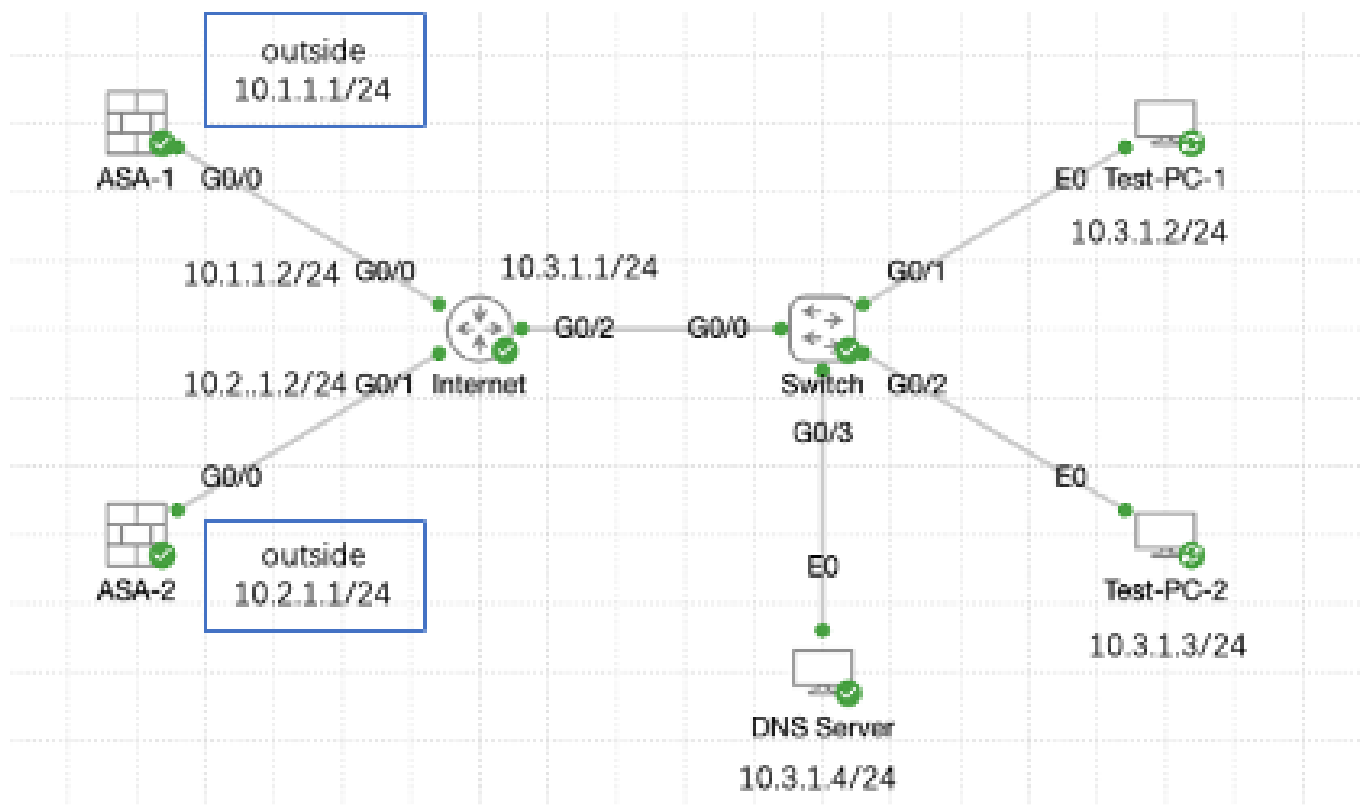 outside
10.1.1.1/24
ASA-1
G0/0
E0
Test-PC-1
10.3.1.2/24
10.1.1.2/24
G0/0
10.3.1.1/24
G0/1
G0/2
G0/0
10.2..1.2/24
G0/1
Internet
Switch
G0/2
G0/3
G0/0
E0
outside
10.2.1.1/24
ASA-2
E0
Test-PC-2
10.3.1.3/24
DNS Server
10.3.1.4/24